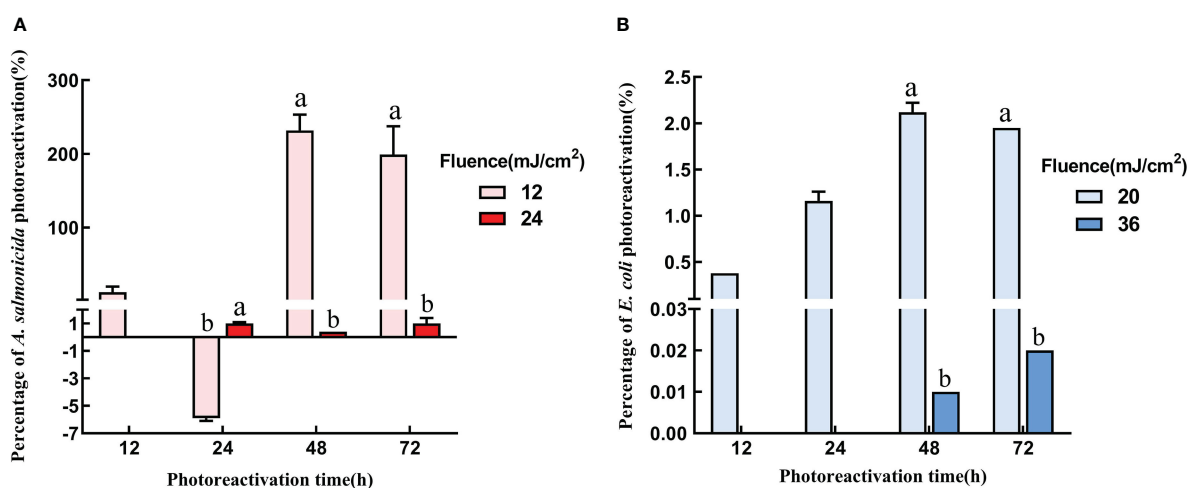 A
Percentage of A. salmonicida photoreactivation(%)
300
200
100
1
-1
-3
-5
-7
a
a
b
a
b
b
12
24
48
72
Photoreactivation time(h)
Fluence(mJ/cm²)
12
24
B
Percentage of E. coli photoreactivation(%)
2.5
2.0
1.5
1.0
0.5
0.03
0.02
0.01
0.00
a
a
b
b
12
24
48
72
Photoreactivation time(h)
Fluence(mJ/cm²)
20
36